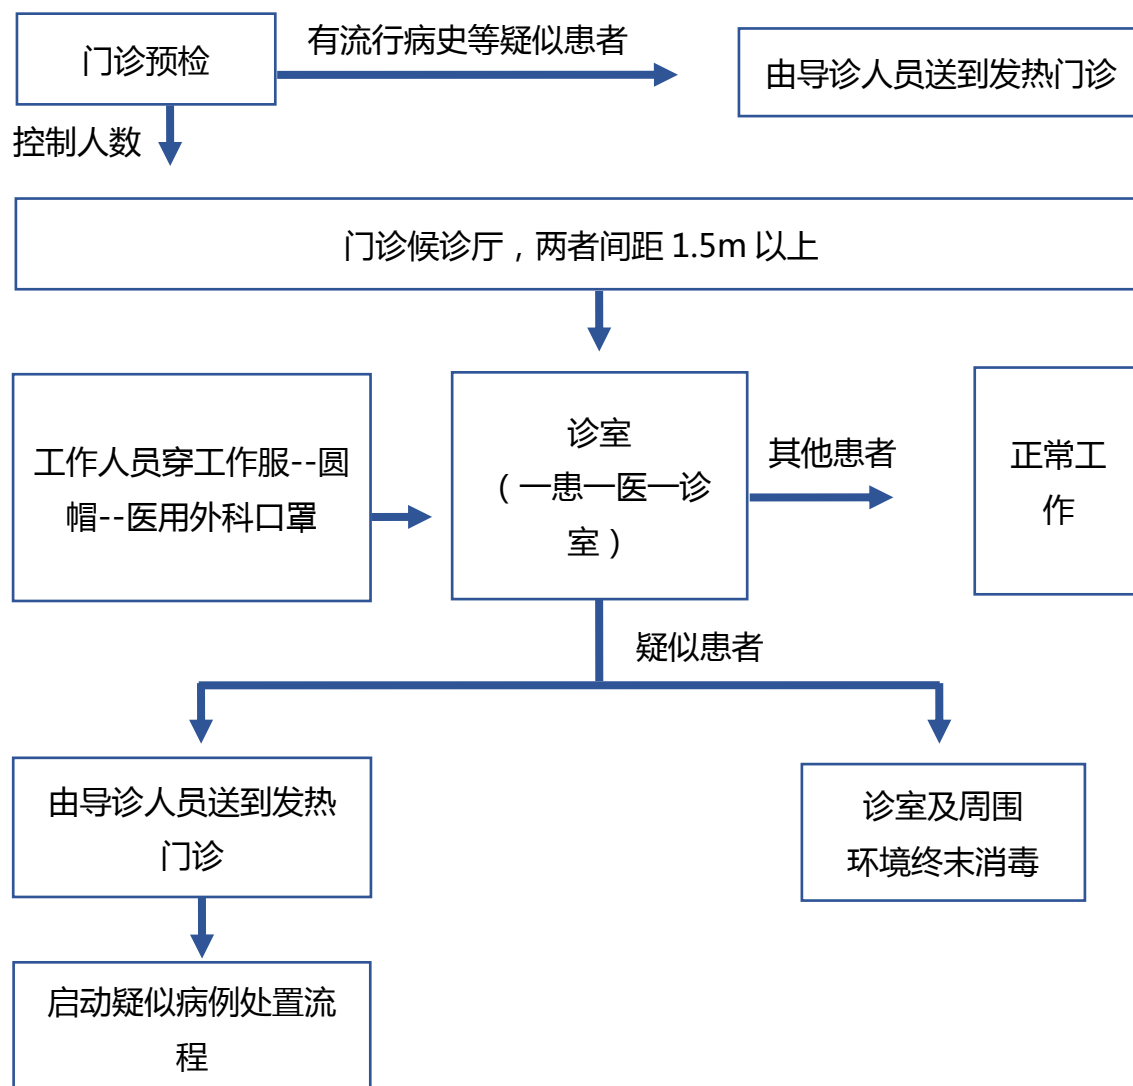 门诊预检
有流行病史等疑似患者
由导诊人员送到发热门诊
控制人数
门诊候诊厅，两者间距 1.5m 以上
工作人员穿工作服--圆
帽--医用外科口罩
诊室
（一患一医一诊
室）
其他患者
正常工
作
疑似患者
由导诊人员送到发热
门诊
诊室及周围
环境终末消毒
启动疑似病例处置流
程